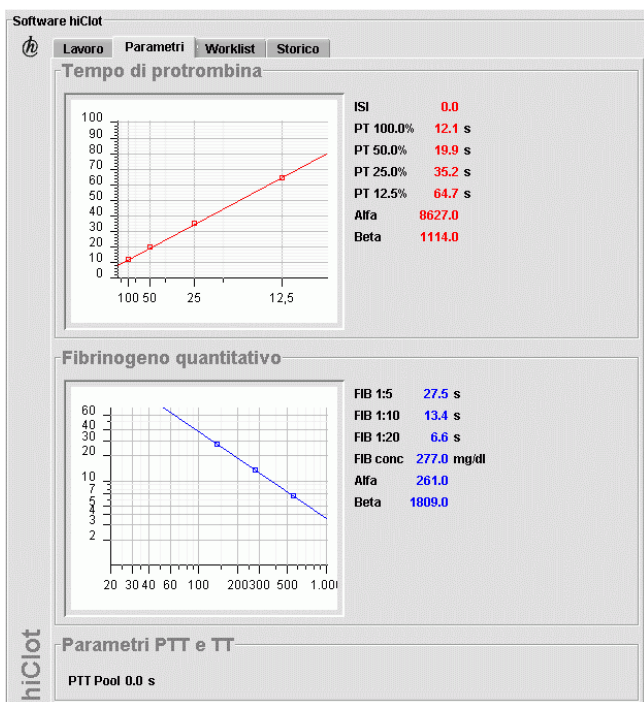 Software hiClot
Lavoro Parametri Worklist Storico
Tempo di protrombina
100
90
80
70
60
50
40
30
20
10
0
100 50 25 12,5
ISI 0.0
PT 100.0% 12.1 s
PT 50.0% 19.9 s
PT 25.0% 35.2 s
PT 12.5% 64.7 s
Alfa 8627.0
Beta 1114.0
Fibrinogeno quantitativo
60
40
30
20
10
7
5
4
3
2
20 30 40 60 100 200 300 500 1.00
FIB 1:5 27.5 s
FIB 1:10 13.4 s
FIB 1:20 6.6 s
FIB conc 277.0 mg/dl
Alfa 261.0
Beta 1809.0
Parametri PTT e TT
PTT Pool 0.0 s
hiClot